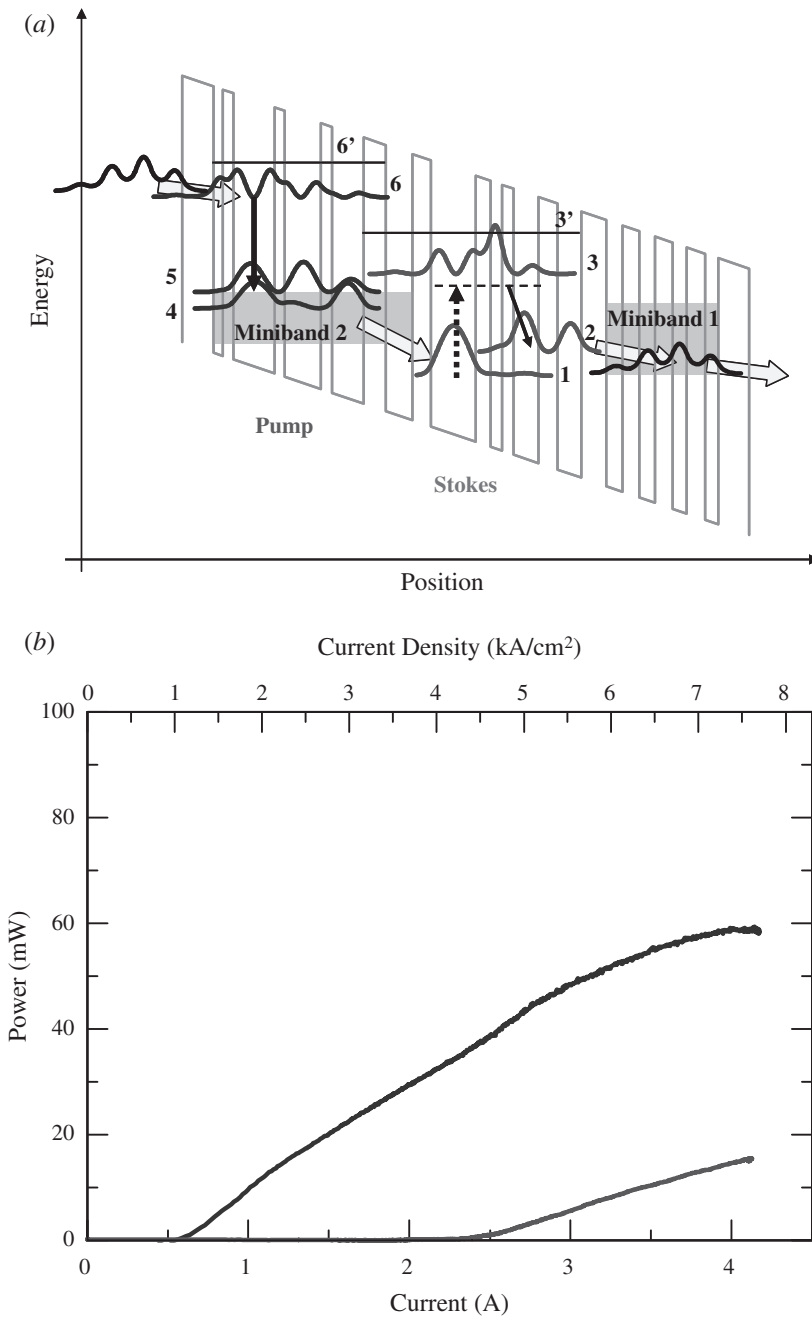 (a)
6'
6
3'
5
3
4
Miniband 2
2
Miniband 1
1
Energy
Pump
Stokes
Position
(b)
Current Density (kA/cm²)
0 1 2 3 4 5 6 7 8
100
80
60
40
20
0
Power (mW)
0 1 2 3 4
Current (A)